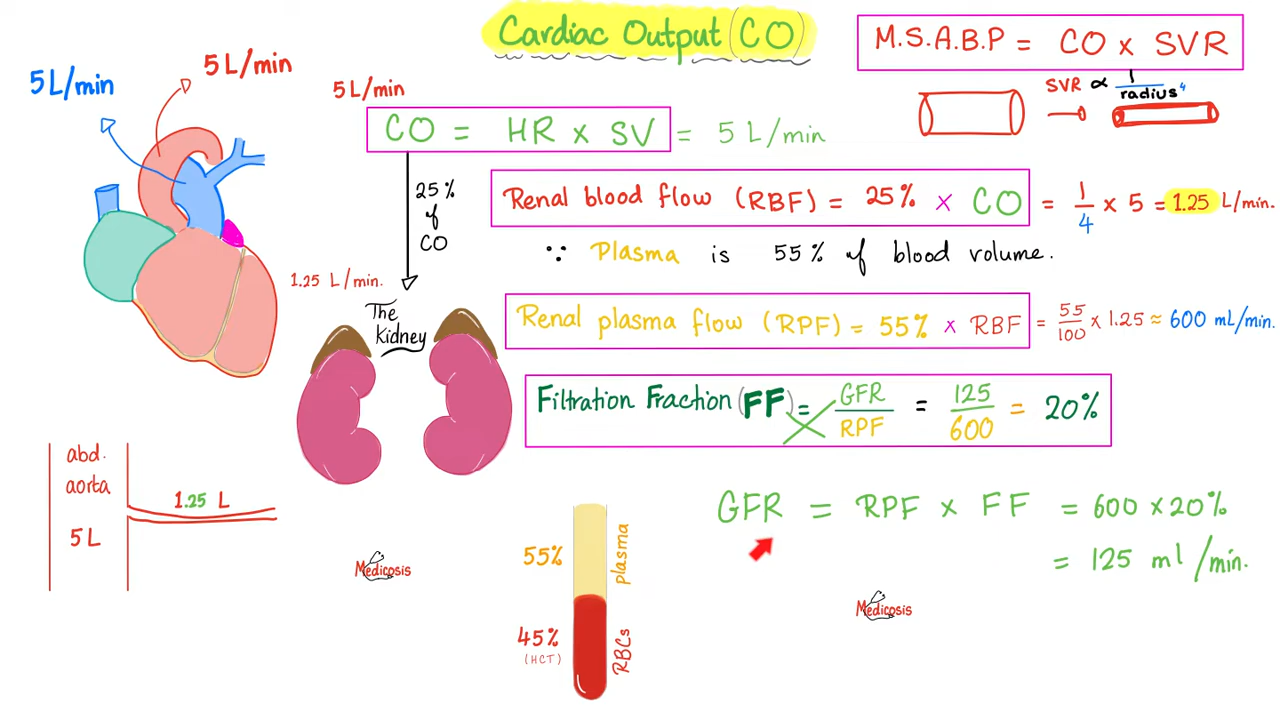 Cardiac Output (CO)
M.S.A.B.P = CO x SVR
SVR ∝ 1/radius⁴
5 L/min
5 L/min
5 L/min
CO = HR x SV = 5 L/min
25% of CO
Renal blood flow (RBF) = 25% x CO = 1/4 x 5 = 1.25 L/min.
∵ Plasma is 55% of blood volume.
1.25 L/min.
The Kidney
Renal plasma flow (RPF) = 55% x RBF = 55/100 x 1.25 ≈ 600 ml/min.
Filtration Fraction (FF) = GFR/RPF = 125/600 = 20%
abd.
aorta
5 L
1.25 L
GFR = RPF x FF = 600 x 20%
= 125 ml/min.
55%
plasma
45%
(HCT)
RBCs
Medicosis
Medicosis